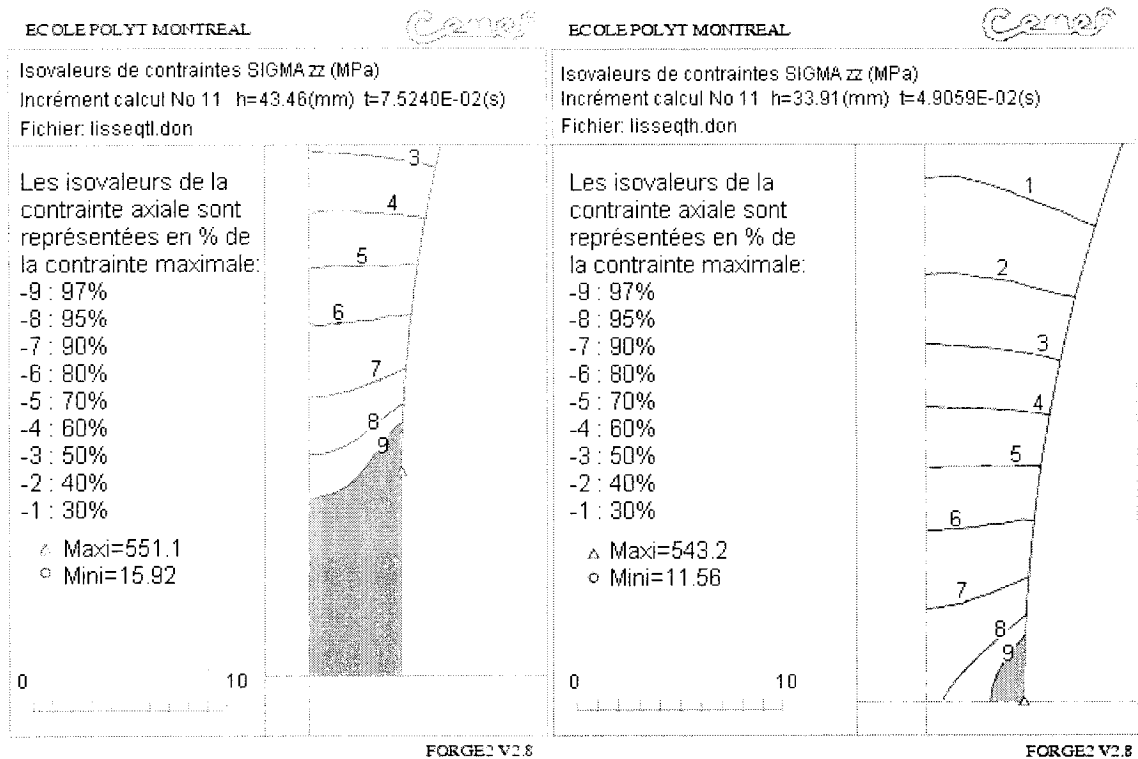 ECOLE POLYT MONTREAL
Cemef
Isovaleurs de contraintes SIGMA zz (MPa)
Incrément calcul No 11 h=43.46(mm) t=7.5240E-02(s)
Fichier: lisseqtl.don
Les isovaleurs de la
contrainte axiale sont
représentées en % de
la contrainte maximale:
-9 : 97%
-8 : 95%
-7 : 90%
-6 : 80%
-5 : 70%
-4 : 60%
-3 : 50%
-2 : 40%
-1 : 30%
Maxi=551.1
Mini=15.92
3
4
5
6
7
8
9
0 10
FORGE2 V2.8
ECOLE POLYT MONTREAL
Cemef
Isovaleurs de contraintes SIGMA zz (MPa)
Incrément calcul No 11 h=33.91(mm) t=4.9059E-02(s)
Fichier: lisseqth.don
Les isovaleurs de la
contrainte axiale sont
représentées en % de
la contrainte maximale:
-9 : 97%
-8 : 95%
-7 : 90%
-6 : 80%
-5 : 70%
-4 : 60%
-3 : 50%
-2 : 40%
-1 : 30%
Maxi=543.2
Mini=11.56
1
2
3
4
5
6
7
8
9
0 10
FORGE2 V2.8